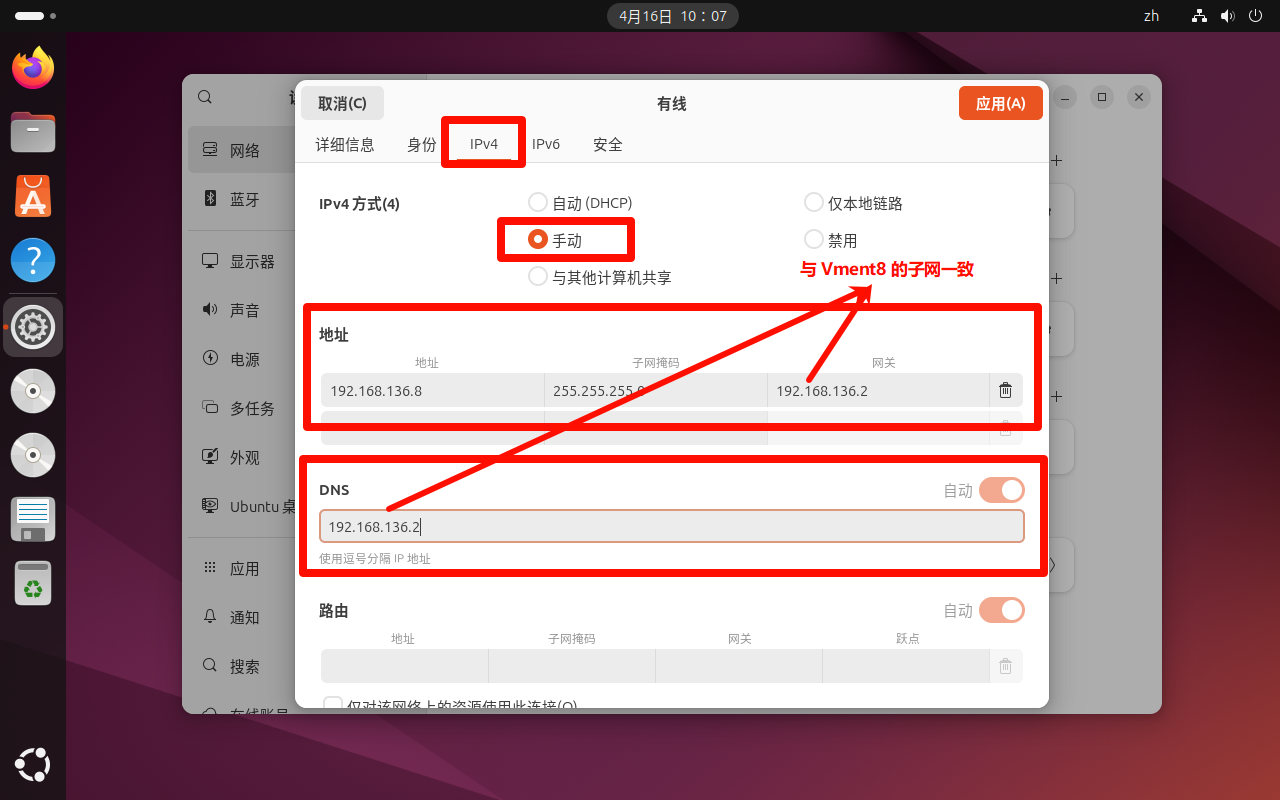 4月16日 10：07
zh
取消(C)
有线
应用(A)
详细信息
身份
IPv4
IPv6
安全
网络
蓝牙
显示器
声音
电源
多任务
外观
Ubuntu 桌
应用
通知
搜索
在线账号
IPv4 方式(4)
自动 (DHCP)
仅本地链路
手动
禁用
与其他计算机共享
与 Vment8 的子网一致
地址
地址 子网掩码 网关
192.168.136.8 255.255.255.0 192.168.136.2
DNS
自动
192.168.136.2
使用逗号分隔 IP 地址
路由
自动
地址 子网掩码 网关 跃点
仅对该网络上的资源使用此连接(O)